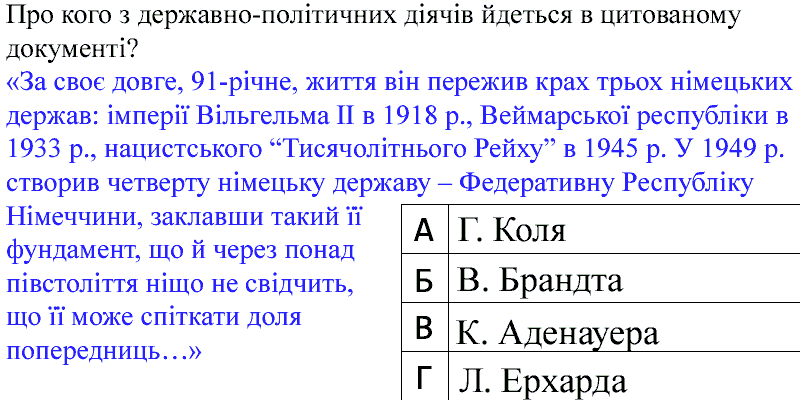 Про кого з державно-політичних діячів йдеться в цитованому
документі?
«За своє довге, 91-річне, життя він пережив крах трьох німецьких
держав: імперії Вільгельма ІІ в 1918 р., Веймарської республіки в
1933 р., нацистського “Тисячолітнього Рейху” в 1945 р. У 1949 р.
створив четверту німецьку державу – Федеративну Республіку
Німеччини, заклавши такий її
фундамент, що й через понад
півстоліття ніщо не свідчить,
що її може спіткати доля
попередниць…»
А Г. Коля
Б В. Брандта
В К. Аденауера
Г Л. Ерхарда